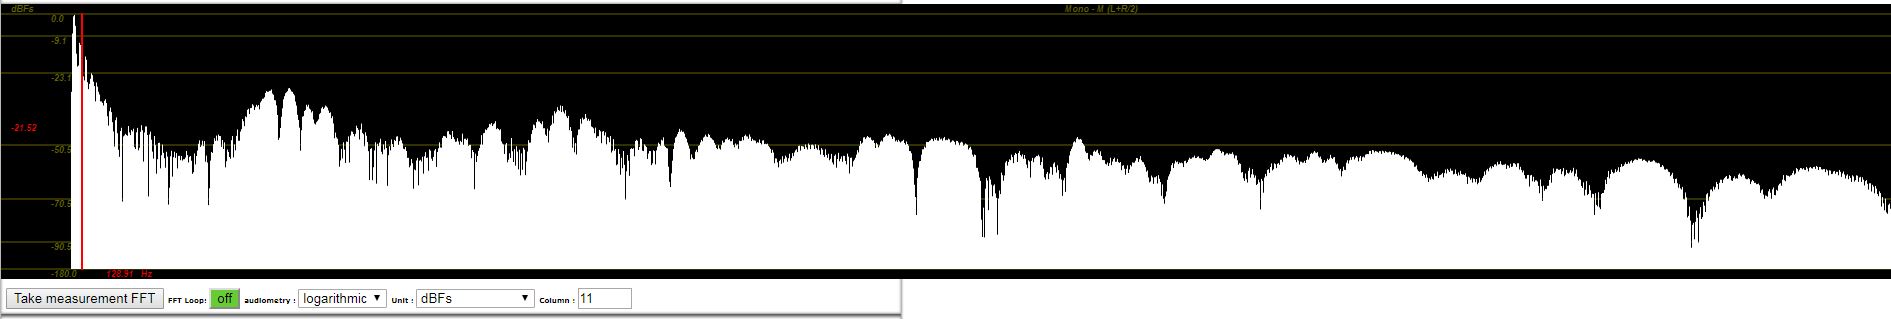 dBFs
Mono - M (L+R/2)
0.0
-9.1
-23.1
-21.52
-50.5
-70.5
-90.5
-180.0
128.91 Hz
Take measurement FFT FFT Loop: off audiometry : logarithmic Unit : dBFs Column : 11